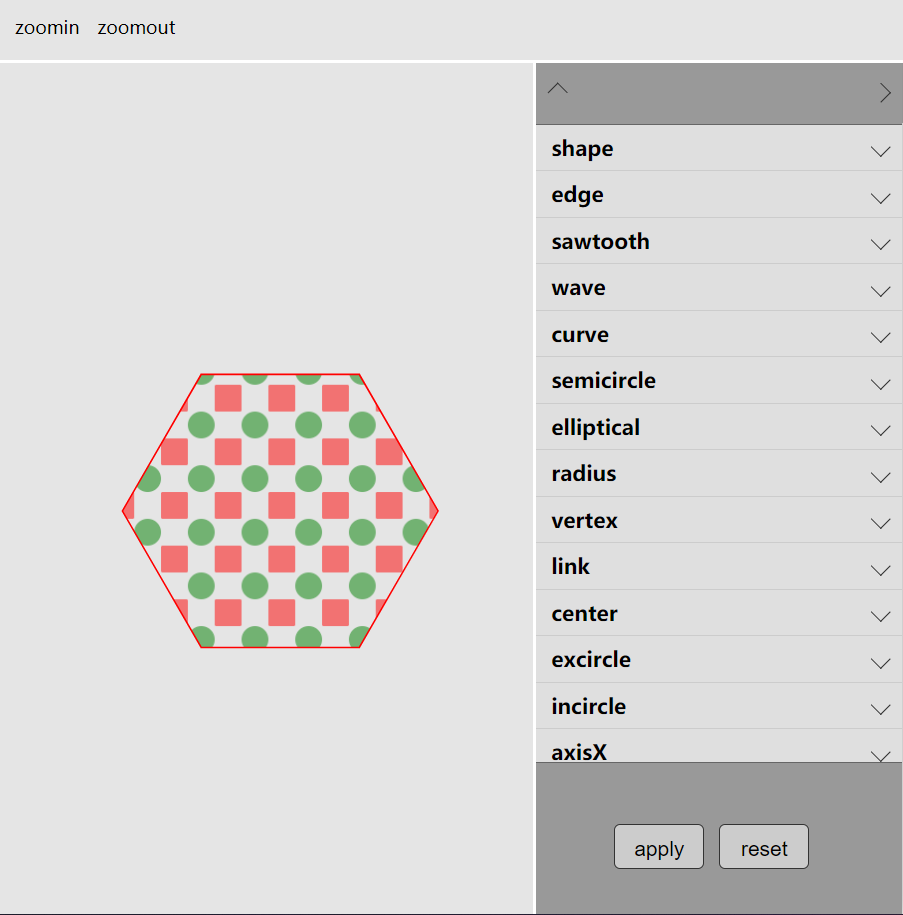 zoomin zoomout
shape
edge
sawtooth
wave
curve
semicircle
elliptical
radius
vertex
link
center
excircle
incircle
axisX
apply reset